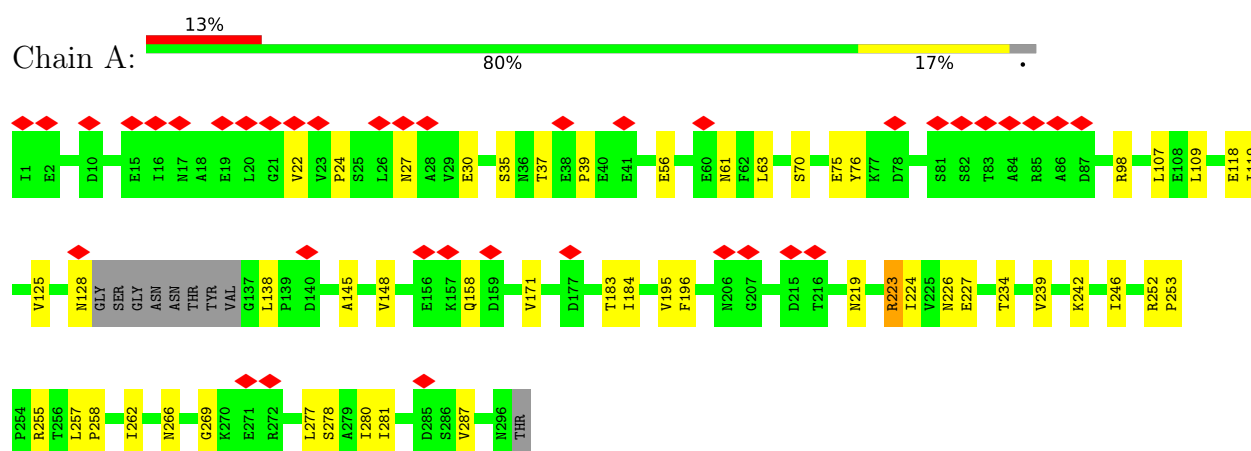 13%
Chain A:
80% 17% .
I1 E2 D10 E15 I16 N17 A18 E19 L20 G21 V22 V23 P24 S25 L26 N27 A28 V29 E30 S35 N36 T37 E38 P39 E40 E41 E56 E60 N61 F62 L63 S70 E75 Y76 K77 D78 S81 S82 T83 A84 R85 A86 D87 R98 L107 E108 L109 E118 I119
V125 N128 GLY SER GLY ASN ASN THR TYR VAL G137 L138 P139 D140 A145 V148 E156 K157 Q158 D159 V171 D177 T183 I184 V195 F196 N206 G207 D215 T216 N219 R223 I224 V225 N226 E227 T234 V239 K242 I246 R252 P253
P254 R255 T256 L257 P258 I262 N266 G269 K270 E271 R272 L277 S278 A279 I280 I281 D285 S286 V287 N296 THR